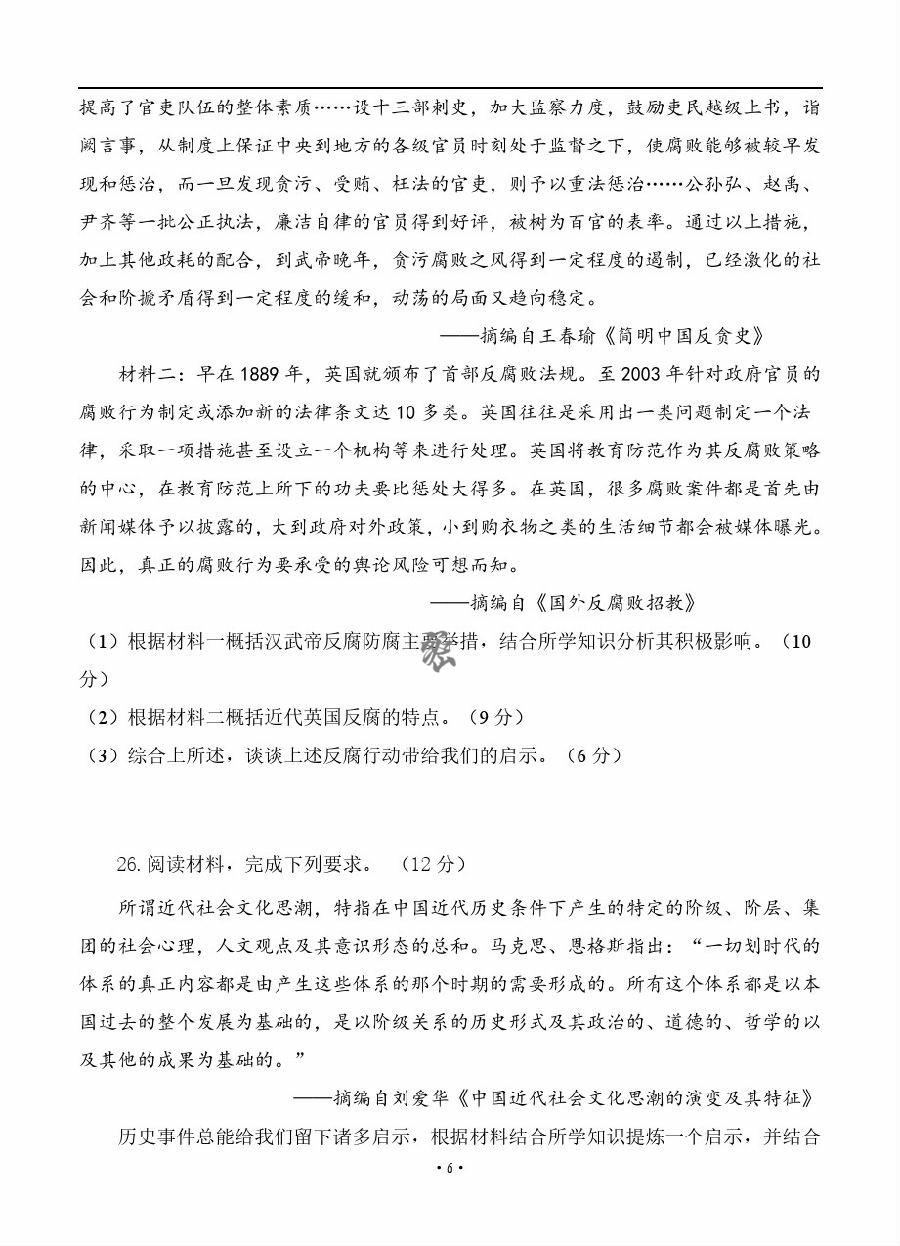 提高了官吏队伍的整体素质……设十三部刺史，加大监察力度，鼓励吏民越级上书，诣
阙言事，从制度上保证中央到地方的各级官员时刻处于监督之下，使腐败能够被较早发
现和惩治，而一旦发现贪污、受贿、枉法的官吏，则予以重法惩治……公孙弘、赵禹、
尹齐等一批公正执法，廉洁自律的官员得到好评，被树为百官的表率。通过以上措施，
加上其他政耗的配合，到武帝晚年，贪污腐败之风得到一定程度的遏制，已经激化的社
会和阶搋矛盾得到一定程度的缓和，动荡的局面又趋向稳定。
——摘编自王春瑜《简明中国反贪史》
材料二：早在 1889 年，英国就颁布了首部反腐败法规。至 2003 年针对政府官员的
腐败行为制定或添加新的法律条文达 10 多类。英国往往是采用出一类问题制定一个法
律，采取一项措施甚至设立一个机构等来进行处理。英国将教育防范作为其反腐败策略
的中心，在教育防范上所下的功夫要比惩处大得多。在英国，很多腐败案件都是首先由
新闻媒体予以披露的，大到政府对外政策，小到购衣物之类的生活细节都会被媒体曝光。
因此，真正的腐败行为要承受的舆论风险可想而知。
——摘编自《国外反腐败招教》
（1）根据材料一概括汉武帝反腐防腐主要举措，结合所学知识分析其积极影响。（10
分）
（2）根据材料二概括近代英国反腐的特点。（9 分）
（3）综合上所述，谈谈上述反腐行动带给我们的启示。（6 分）
26.阅读材料，完成下列要求。 （12 分）
所谓近代社会文化思潮，特指在中国近代历史条件下产生的特定的阶级、阶层、集
团的社会心理，人文观点及其意识形态的总和。马克思、恩格斯指出：“一切划时代的
体系的真正内容都是由产生这些体系的那个时期的需要形成的。所有这个体系都是以本
国过去的整个发展为基础的，是以阶级关系的历史形式及其政治的、道德的、哲学的以
及其他的成果为基础的。”
——摘编自刘爱华《中国近代社会文化思潮的演变及其特征》
历史事件总能给我们留下诸多启示，根据材料结合所学知识提炼一个启示，并结合
·6·